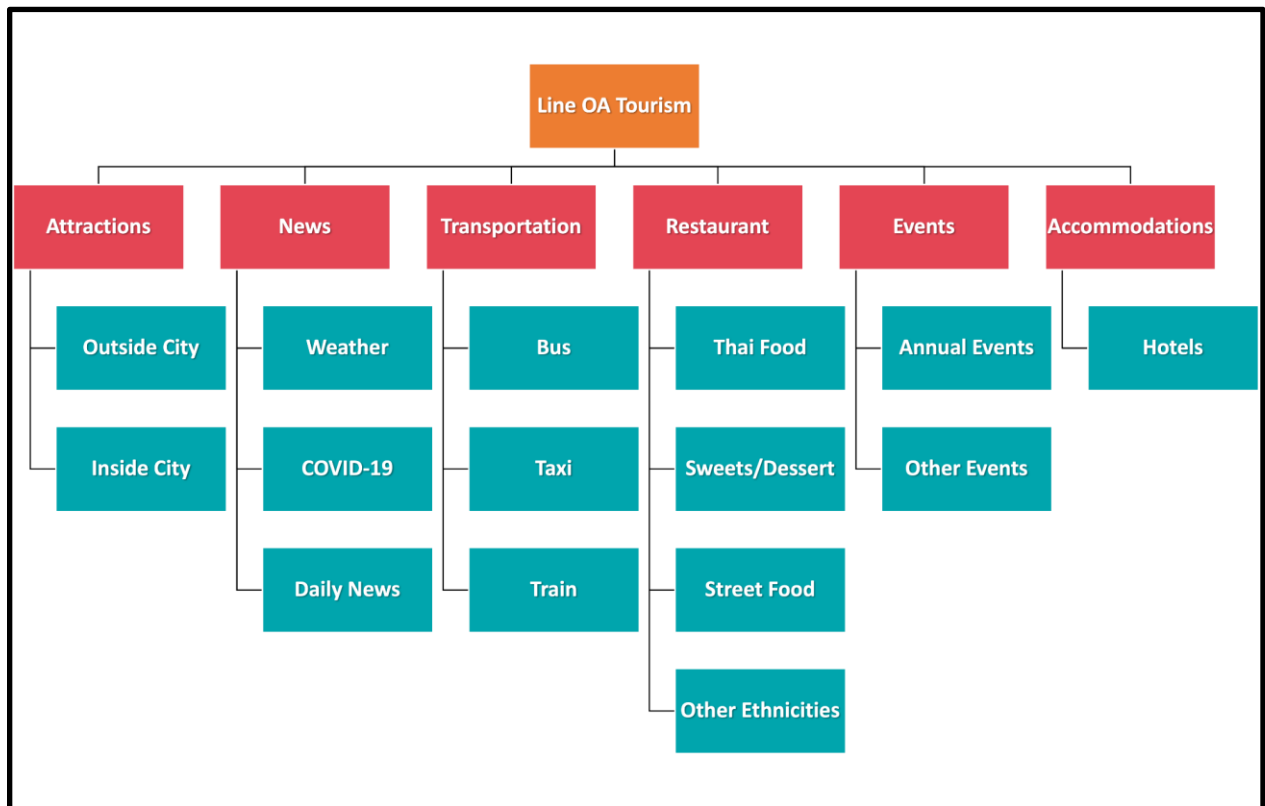 Line OA Tourism
Attractions
News
Transportation
Restaurant
Events
Accommodations
Outside City
Weather
Bus
Thai Food
Annual Events
Hotels
Inside City
COVID-19
Taxi
Sweets/Dessert
Other Events
Daily News
Train
Street Food
Other Ethnicities